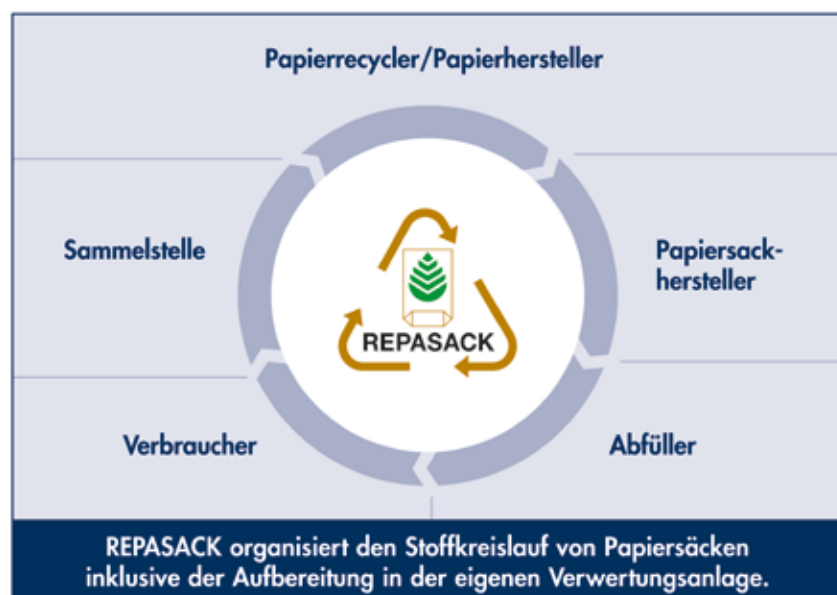 Papierrecycler/Papierhersteller
Sammelstelle
Papiersack-
hersteller
REPASACK
Verbraucher
Abfüller
REPASACK organisiert den Stoffkreislauf von Papiersäcken
inklusive der Aufbereitung in der eigenen Verwertungsanlage.